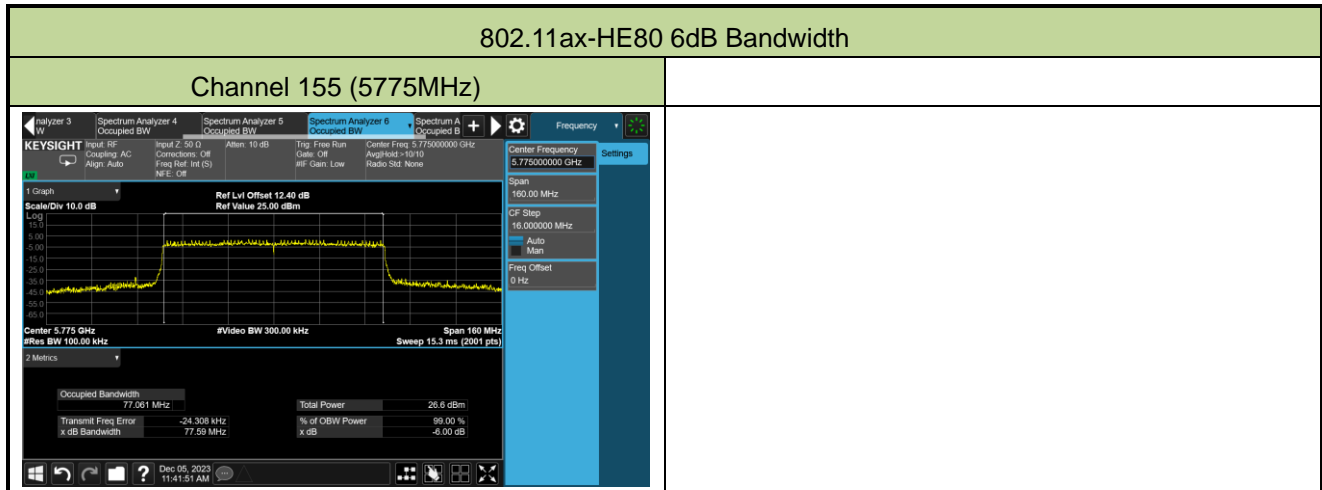 802.11ax-HE80 6dB Bandwidth
Channel 155 (5775MHz)
nalyzer 3
W
Spectrum Analyzer 4
Occupied BW
Spectrum Analyzer 5
Occupied BW
Spectrum Analyzer 6
Occupied BW
Spectrum A
Occupied B
+
Frequency
KEYSIGHT
Input: RF
Coupling: AC
Align: Auto
Input Z: 50 Ω
Corrections: Off
Freq Ref: Int (S)
NFE: Off
Atten: 10 dB
Trig: Free Run
Gate: Off
#IF Gain: Low
Center Freq: 5.775000000 GHz
Avg|Hold:>10/10
Radio Std: None
1 Graph
Scale/Div 10.0 dB
Ref Lvl Offset 12.40 dB
Ref Value 25.00 dBm
Log
15.0
5.00
-5.00
-15.0
-25.0
-35.0
-45.0
-55.0
-65.0
Center 5.775 GHz
#Video BW 300.00 kHz
Span 160 MHz
#Res BW 100.00 kHz
Sweep 15.3 ms (2001 pts)
2 Metrics
Occupied Bandwidth
77.061 MHz
Total Power 26.6 dBm
Transmit Freq Error -24.308 kHz
% of OBW Power 99.00 %
x dB Bandwidth 77.59 MHz
x dB -6.00 dB
Center Frequency
5.775000000 GHz
Settings
Span
160.00 MHz
CF Step
16.000000 MHz
Auto
Man
Freq Offset
0 Hz
?
Dec 05, 2023
11:41:51 AM